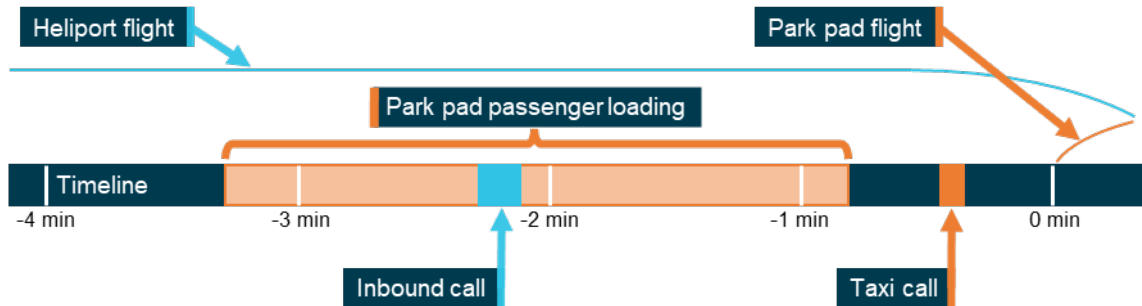 Heliport flight
Park pad flight
Park pad passenger loading
Timeline
-4 min
-3 min
-2 min
-1 min
0 min
Inbound call
Taxi call